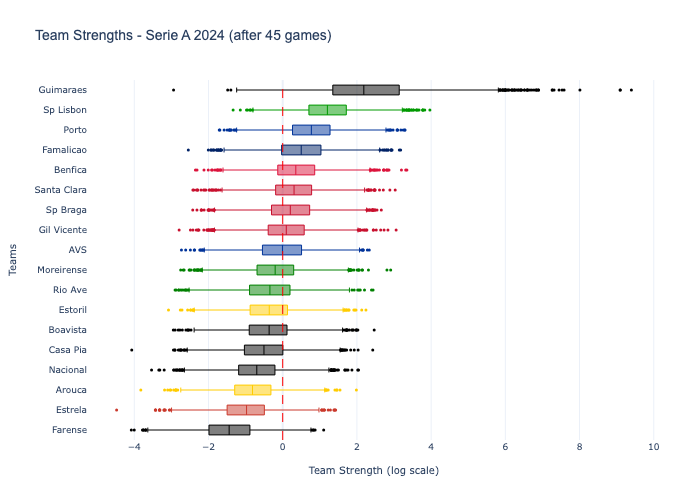 Team Strengths - Serie A 2024 (after 45 games)
Guimaraes
Sp Lisbon
Porto
Famalicao
Benfica
Santa Clara
Sp Braga
Gil Vicente
AVS
Moreirense
Rio Ave
Estoril
Boavista
Casa Pia
Nacional
Arouca
Estrela
Farense
Teams
−4 −2 0 2 4 6 8 10
Team Strength (log scale)